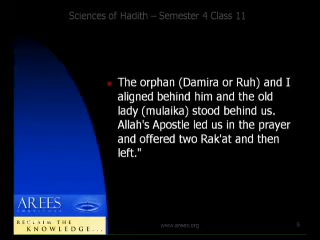 Sciences of Hadith – Semester 4 Class 11
The orphan (Damira or Ruh) and I
aligned behind him and the old
lady (mulaika) stood behind us.
Allah's Apostle led us in the prayer
and offered two Rak'at and then
left."
AREES
RECLAIM THE
KNOWLEDGE...
www.arees.org